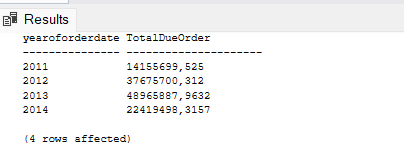 Results
yearoforderdate TotalDueOrder
--------------- ---------------------
2011 14155699,525
2012 37675700,312
2013 48965887,9632
2014 22419498,3157
(4 rows affected)